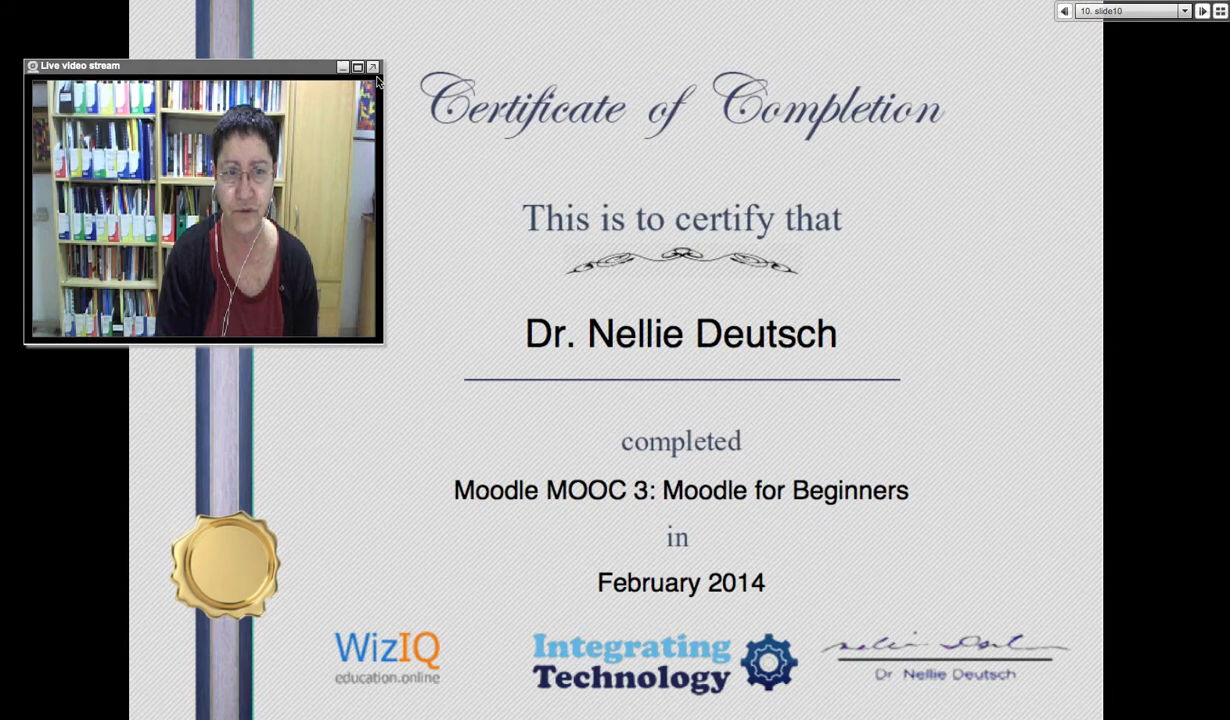 10. slide10
Live video stream
Certificate of Completion
This is to certify that
Dr. Nellie Deutsch
completed
Moodle MOOC 3: Moodle for Beginners
in
February 2014
WizIQ
education.online
Integrating
Technology
Dr Nellie Deutsch